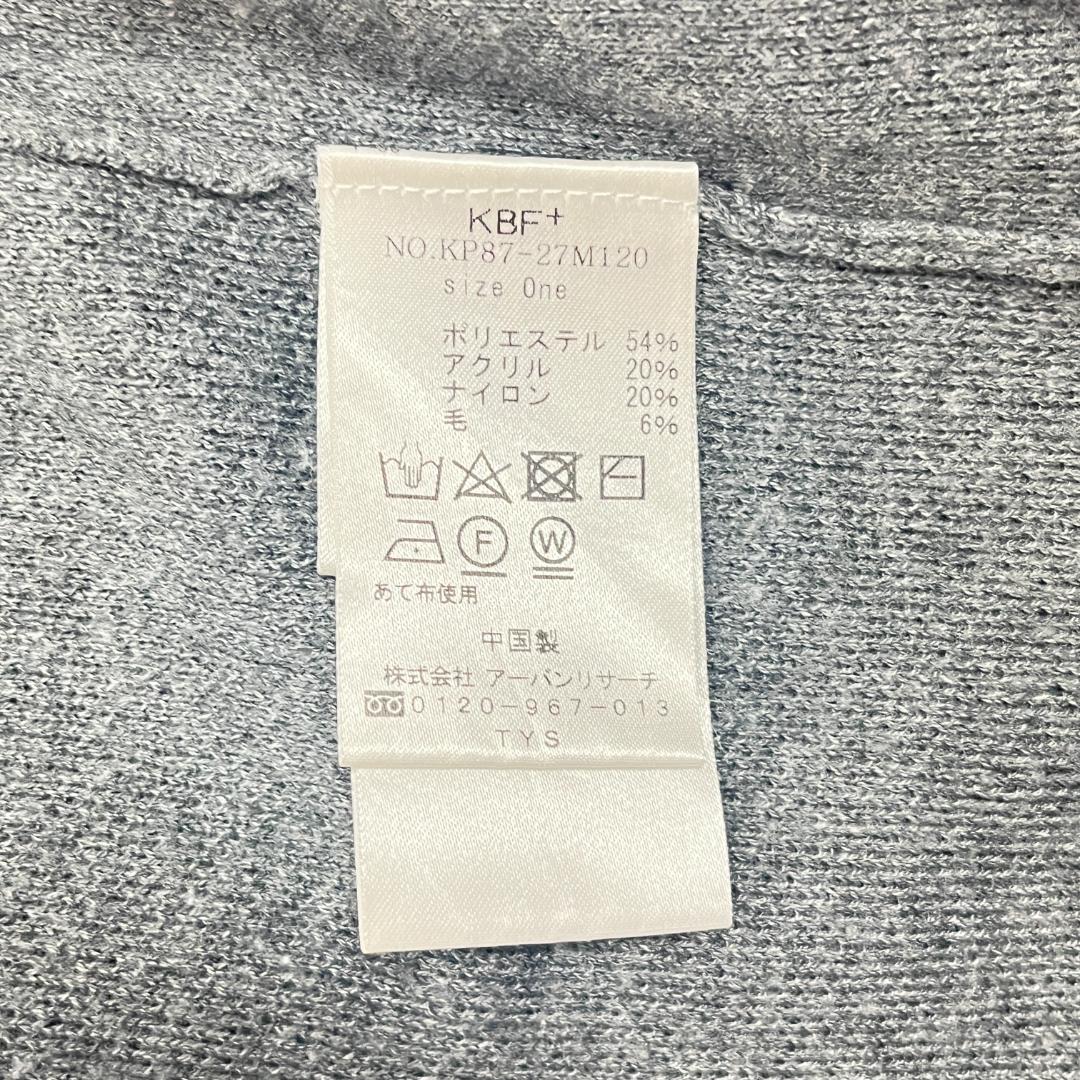 KBF+
NO.KP87-27M120
size One
ポリエステル 54%
アクリル 20%
ナイロン 20%
毛 6%
F W
あて布使用
中国製
株式会社 アーバンリサーチ
0120-967-013
TYS